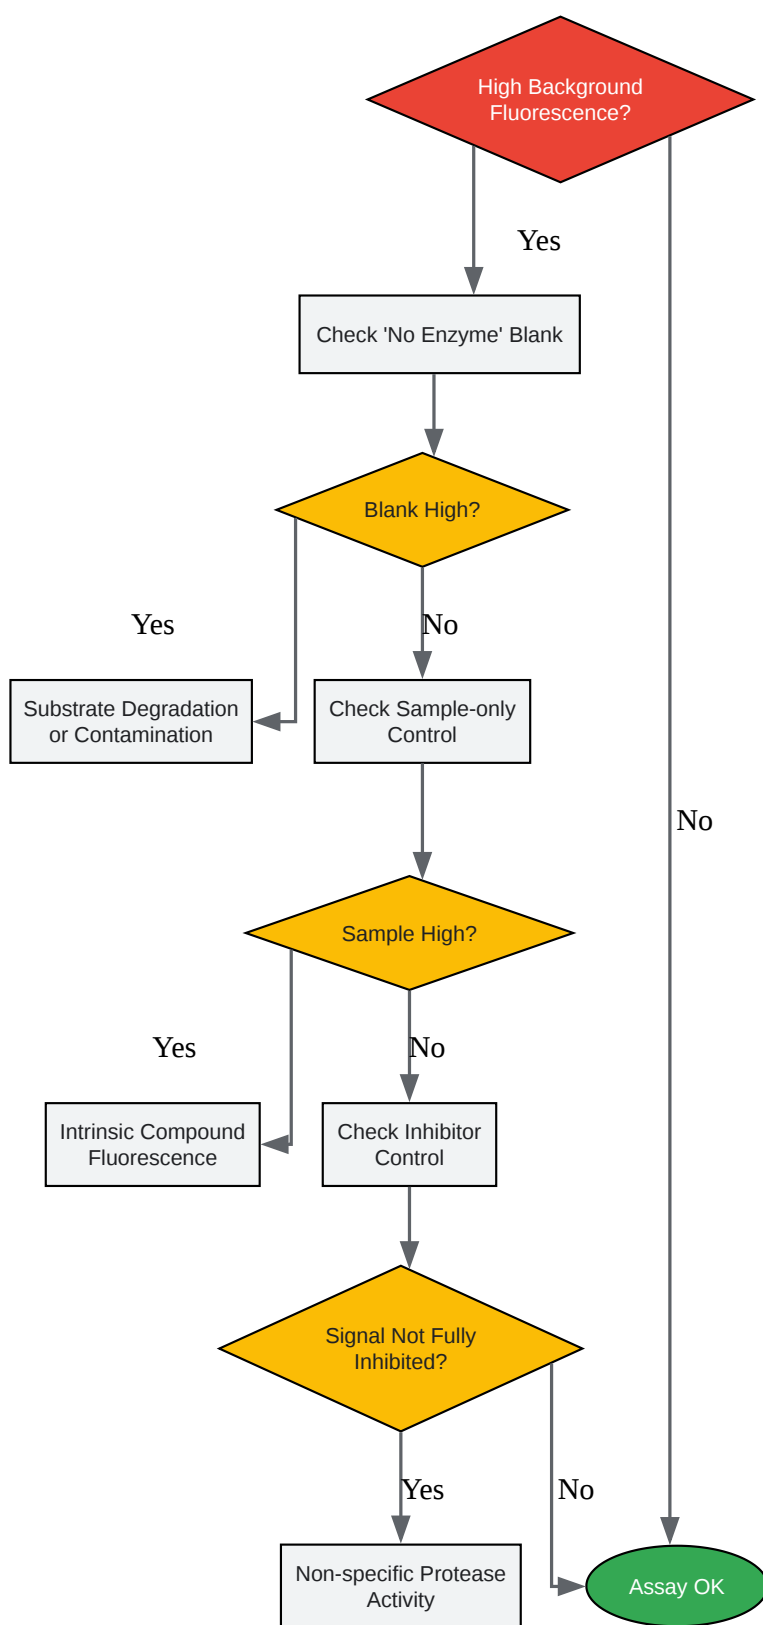 High Background
Fluorescence?
Yes
Check 'No Enzyme' Blank
Blank High?
Yes
No
Substrate Degradation
or Contamination
Check Sample-only
Control
No
Sample High?
Yes
No
Intrinsic Compound
Fluorescence
Check Inhibitor
Control
Signal Not Fully
Inhibited?
Yes
No
Non-specific Protease
Activity
Assay OK